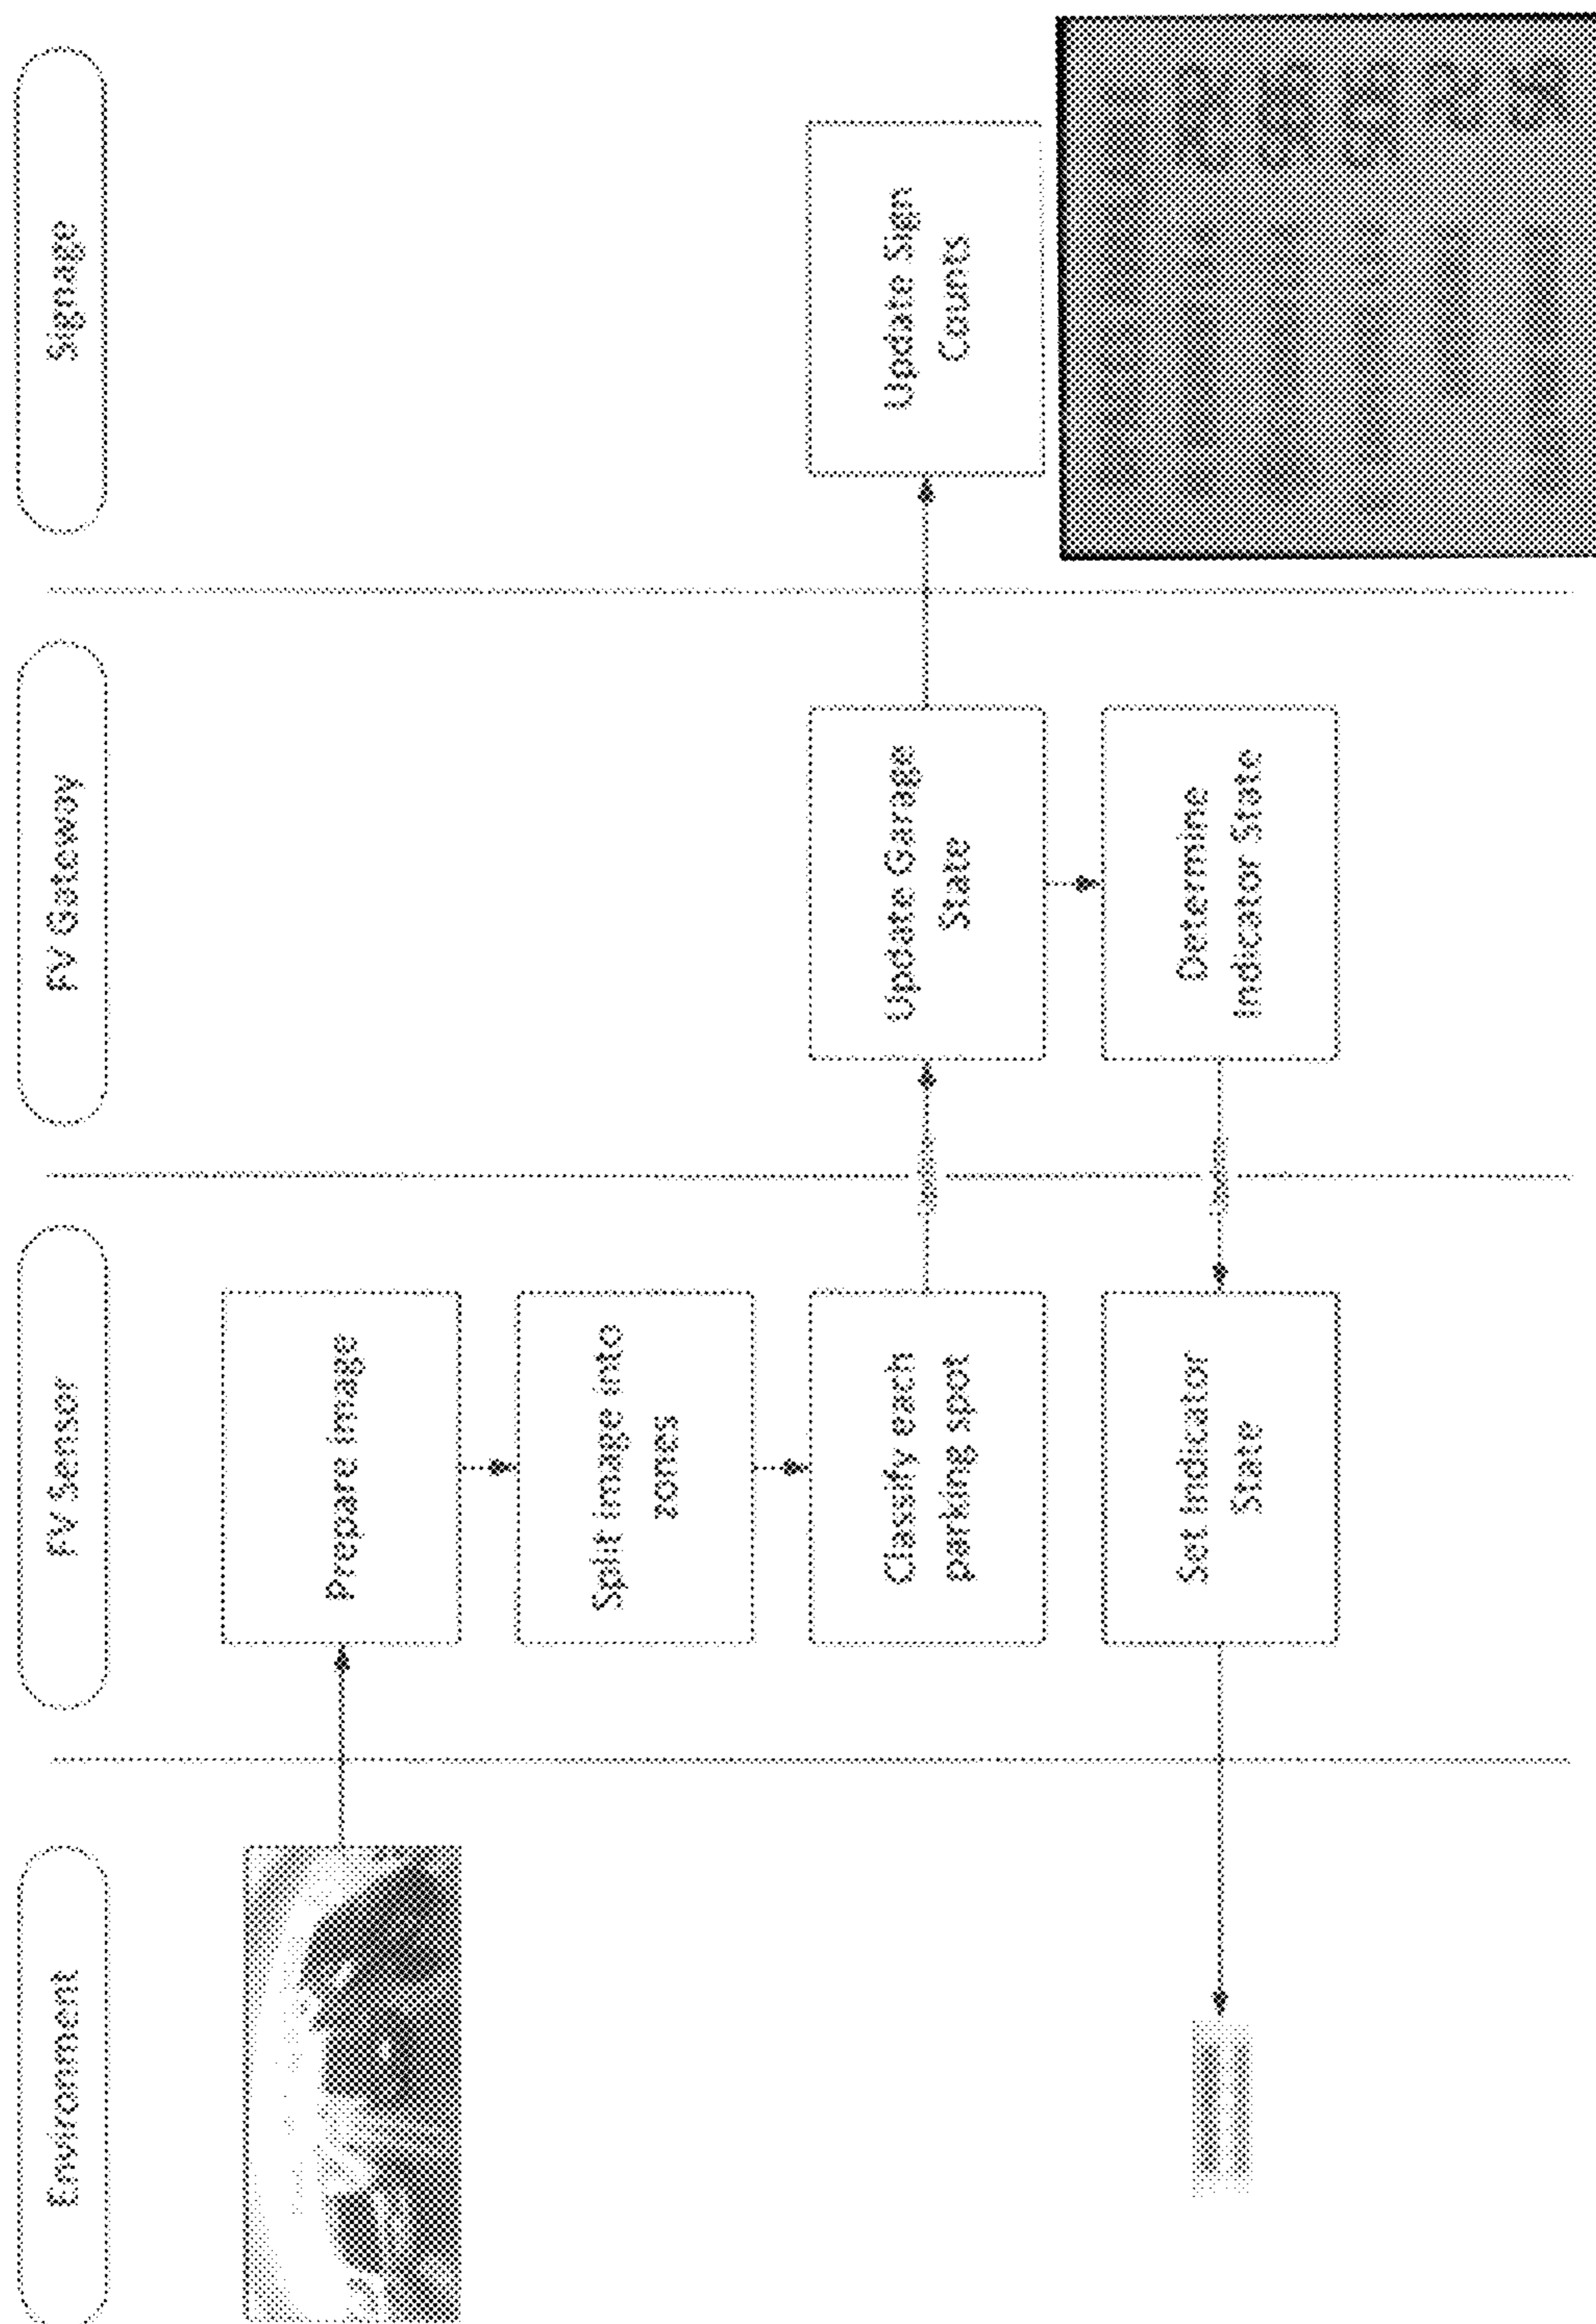 Environment
FV Sensor
FV Gateway
Signage
Prepare Image
Split image into
zones
Classify each
parking spot
Update Garage
State
Update Sign
Counts
Set Indicator
State
Determine
Indicator State